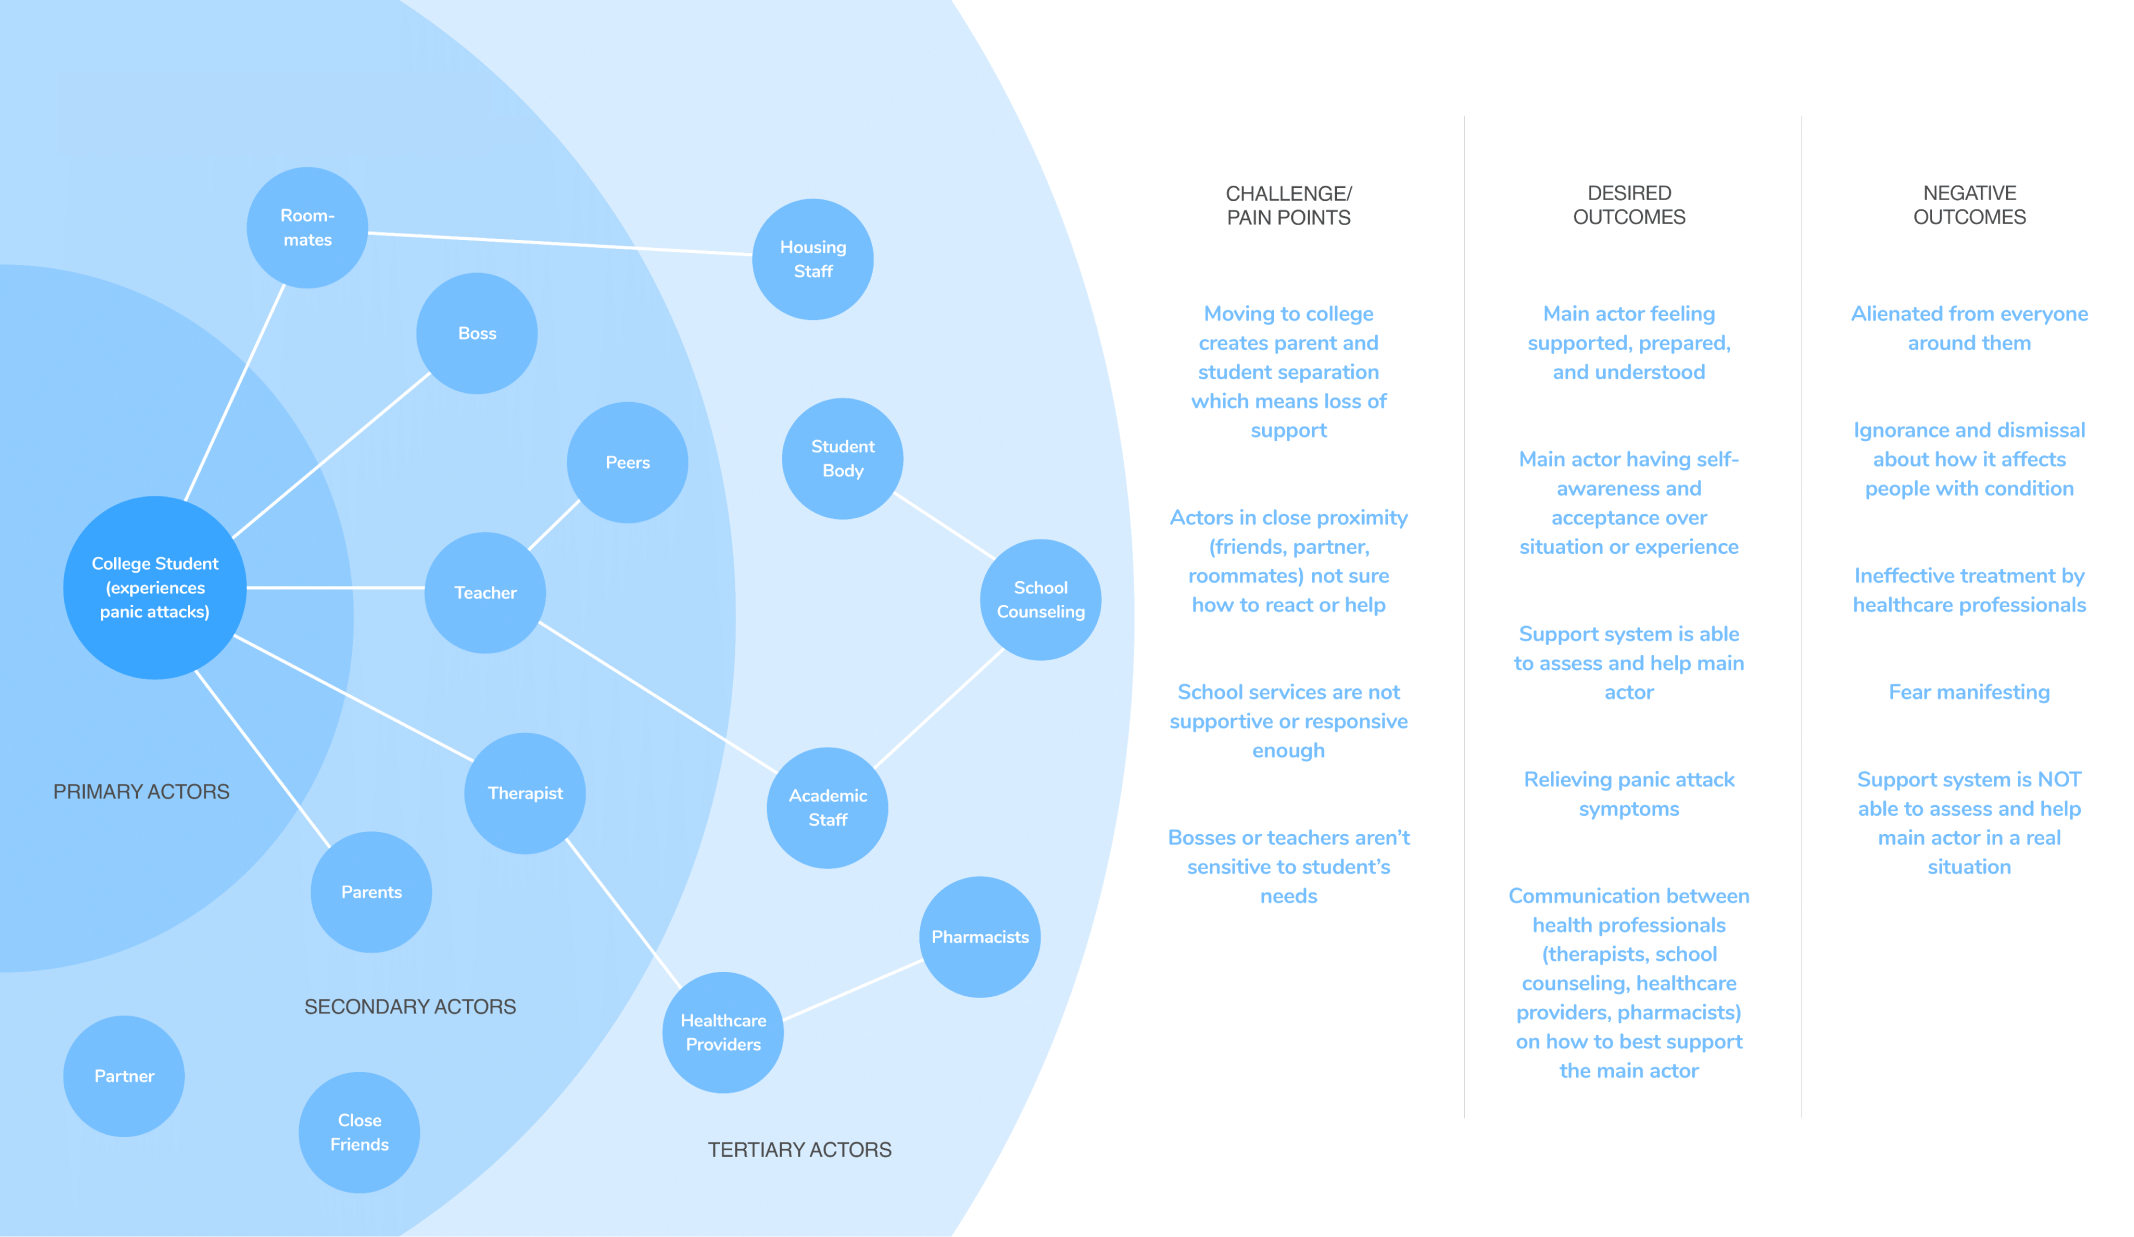 Room-
mates
Boss
Peers
College Student
(experiences
panic attacks)
Teacher
Therapist
Parents
PRIMARY ACTORS
SECONDARY ACTORS
Partner
Close
Friends
Housing
Staff
Student
Body
School
Counseling
Academic
Staff
Pharmacists
Healthcare
Providers
TERTIARY ACTORS
CHALLENGE/
PAIN POINTS
Moving to college
creates parent and
student separation
which means loss of
support
Actors in close proximity
(friends, partner,
roommates) not sure
how to react or help
School services are not
supportive or responsive
enough
Bosses or teachers aren’t
sensitive to student’s
needs
DESIRED
OUTCOMES
Main actor feeling
supported, prepared,
and understood
Main actor having self-
awareness and
acceptance over
situation or experience
Support system is able
to assess and help main
actor
Relieving panic attack
symptoms
Communication between
health professionals
(therapists, school
counseling, healthcare
providers, pharmacists)
on how to best support
the main actor
NEGATIVE
OUTCOMES
Alienated from everyone
around them
Ignorance and dismissal
about how it affects
people with condition
Ineffective treatment by
healthcare professionals
Fear manifesting
Support system is NOT
able to assess and help
main actor in a real
situation